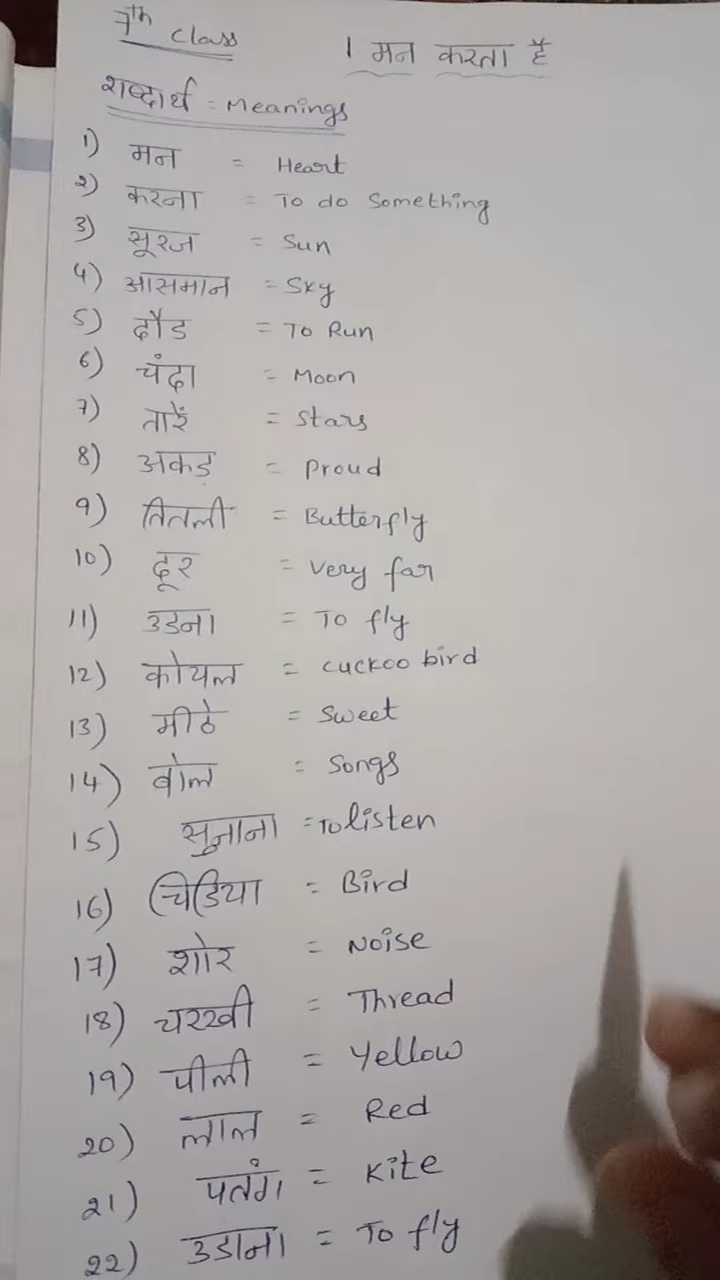 7th class
1 मन करता है
शब्दार्थ = Meanings
1) मन = Heart
2) करना = To do Something
3) सूरज = Sun
4) आसमान = Sky
5) दौड = To Run
6) चंदा = Moon
7) तारें = Stars
8) अकड़ = Proud
9) तितली = Butterfly
10) दूर = Very far
11) उडना = To fly
12) कोयल = cuckoo bird
13) मीठे = Sweet
14) बोल = Songs
15) सुनाना = To listen
16) चिडिया = Bird
17) शोर = Noise
18) चरखी = Thread
19) पीली = Yellow
20) लाल = Red
21) पतंग = Kite
22) उडाना = To fly